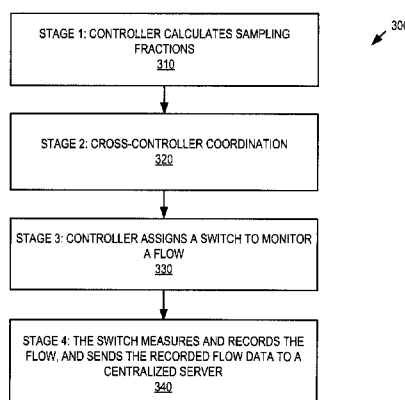 300
STAGE 1: CONTROLLER CALCULATES SAMPLING
FRACTIONS
310
STAGE 2: CROSS-CONTROLLER COORDINATION
320
STAGE 3: CONTROLLER ASSIGNS A SWITCH TO MONITOR
A FLOW
330
STAGE 4: THE SWITCH MEASURES AND RECORDS THE
FLOW, AND SENDS THE RECORDED FLOW DATA TO A
CENTRALIZED SERVER
340